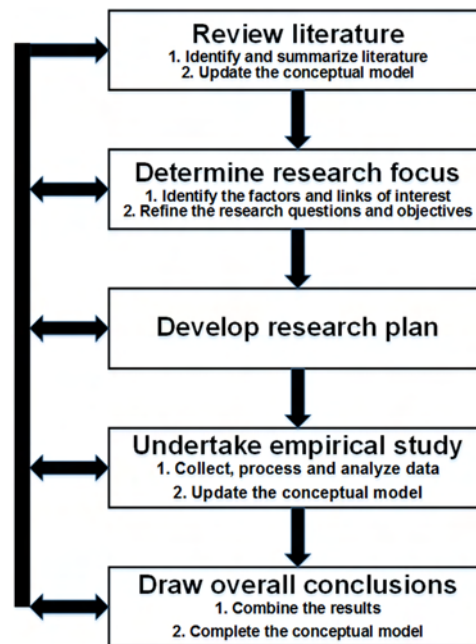 Review literature
1. Identify and summarize literature
2. Update the conceptual model
Determine research focus
1. Identify the factors and links of interest
2. Refine the research questions and objectives
Develop research plan
Undertake empirical study
1. Collect, process and analyze data
2. Update the conceptual model
Draw overall conclusions
1. Combine the results
2. Complete the conceptual model